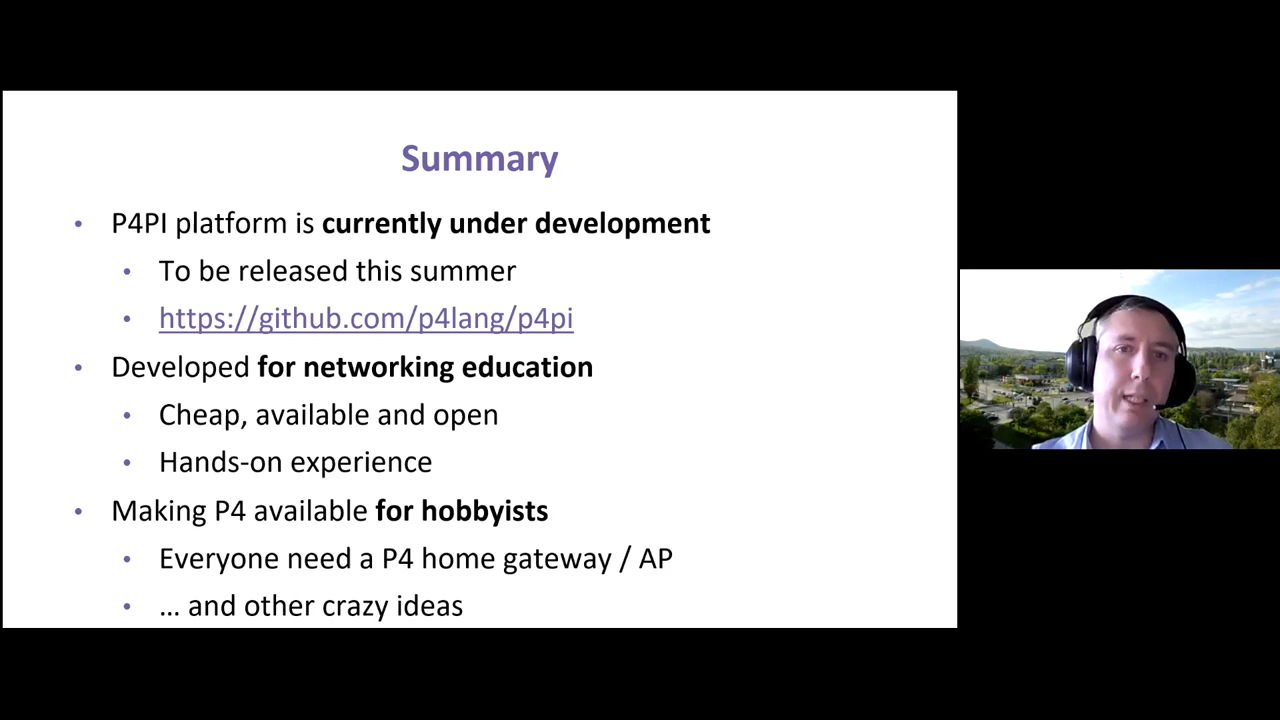 Summary
• P4PI platform is currently under development
• To be released this summer
• https://github.com/p4lang/p4pi
• Developed for networking education
• Cheap, available and open
• Hands-on experience
• Making P4 available for hobbyists
• Everyone need a P4 home gateway / AP
• ... and other crazy ideas